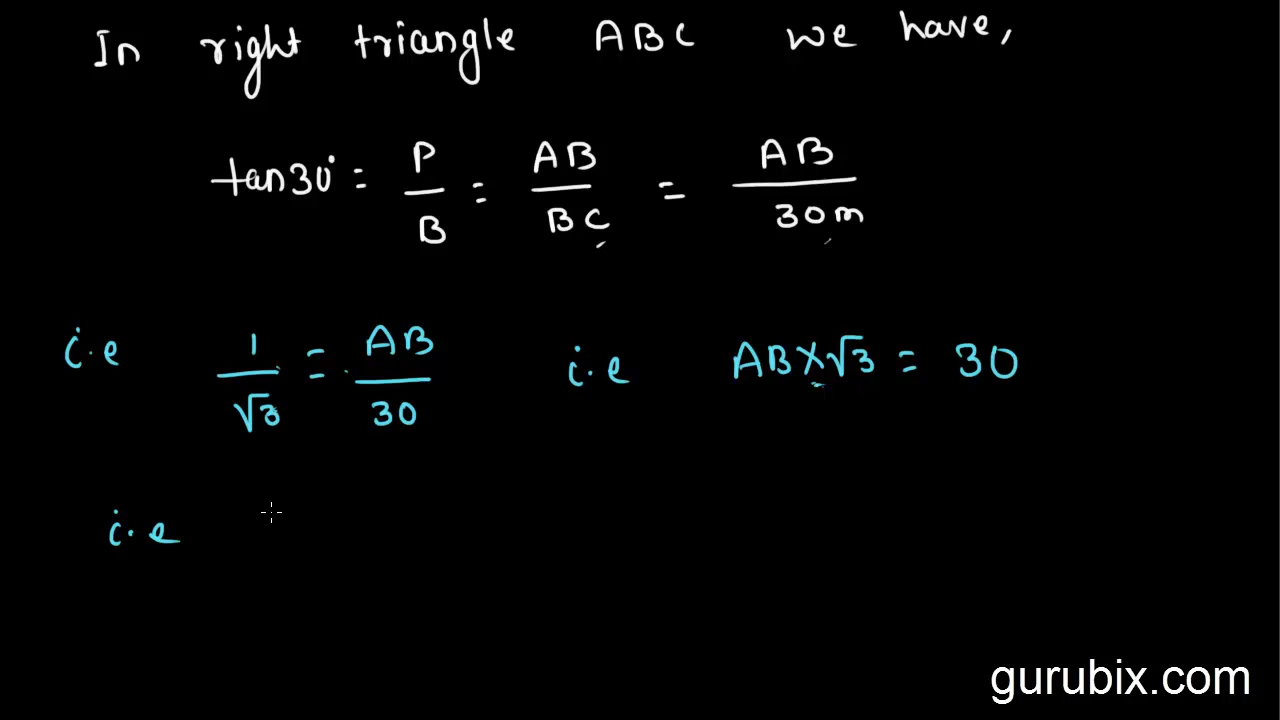 In right triangle ABC we have,
tan30° = P/B = AB/BC = AB/30m
i.e 1/√3 = AB/30 i.e AB×√3 = 30
i.e
gurubix.com